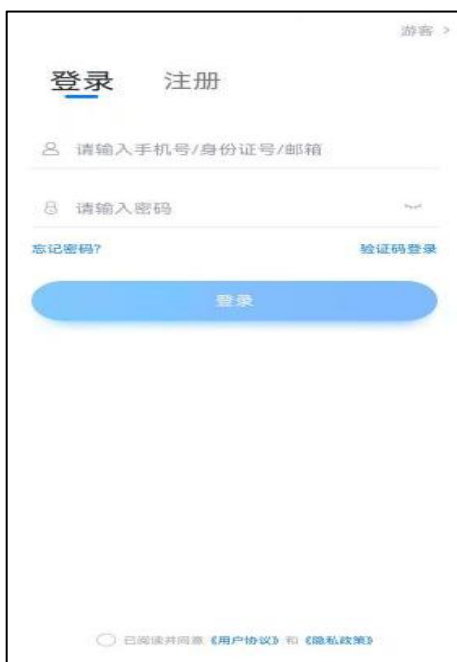 游客 >
登录 注册
请输入手机号/身份证号/邮箱
请输入密码
忘记密码? 验证码登录
登录
已阅读并同意《用户协议》和《隐私政策》